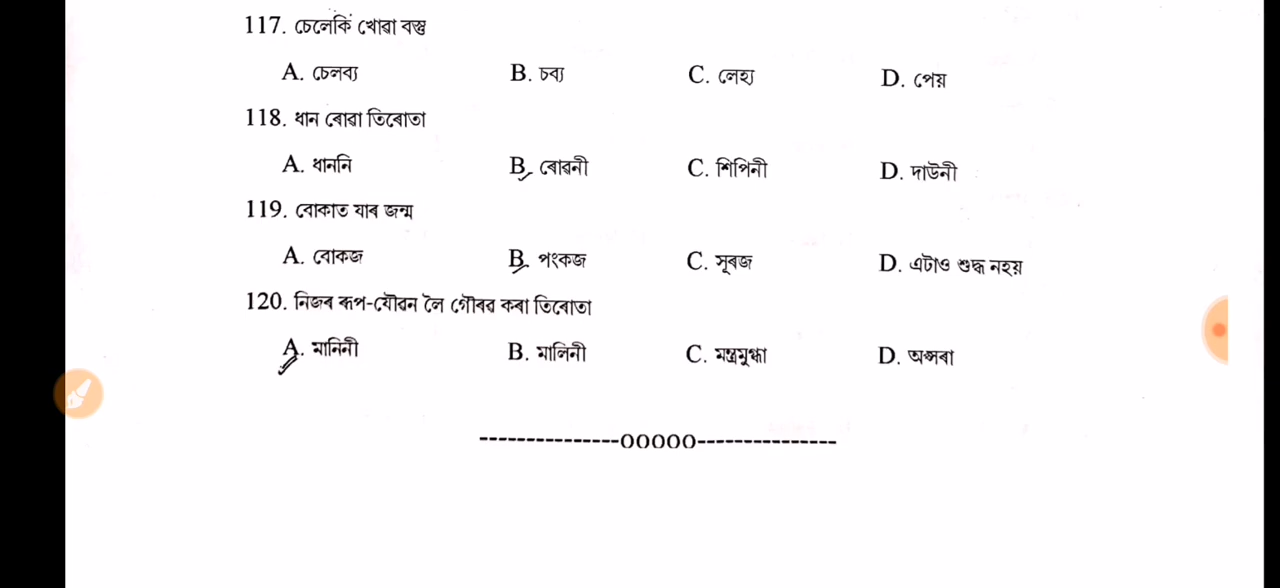 117. চেলেকি খোৱা বস্তু
A. চেলব্য B. চব্য C. লেহ্য D. পেয়
118. ধান ৰোৱা তিৰোতা
A. ধাননি B. ৰোৱনী C. শিপিনী D. দাউনী
119. বোকাত যাৰ জন্ম
A. বোকজ B. পংকজ C. সূৰজ D. এটাও শুদ্ধ নহয়
120. নিজৰ ৰূপ-যৌৱন লৈ গৌৰৱ কৰা তিৰোতা
A. মানিনী B. মালিনী C. মন্ত্ৰমুগ্ধা D. অপ্সৰা
---------------ooooo---------------